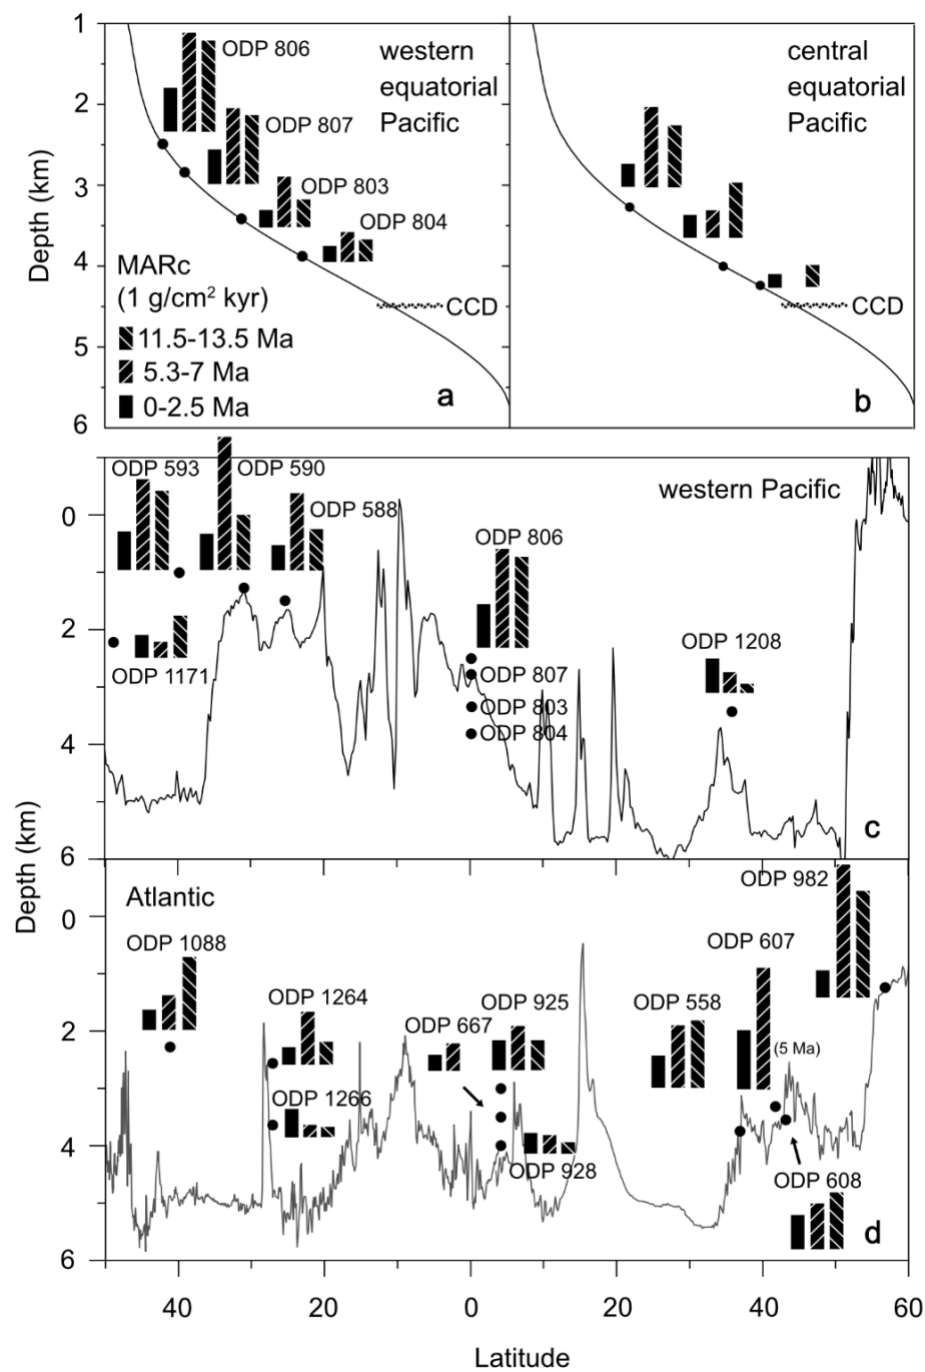 1
2
3
4
5
6
Depth (km)
ODP 806
western
equatorial
Pacific
ODP 807
ODP 803
ODP 804
MARc
(1 g/cm² kyr)
11.5-13.5 Ma
5.3-7 Ma
0-2.5 Ma
CCD
a
central
equatorial
Pacific
CCD
b
ODP 593
ODP 590
ODP 588
western Pacific
ODP 806
ODP 1171
ODP 807
ODP 803
ODP 804
ODP 1208
c
0
2
4
6
Depth (km)
Atlantic
ODP 982
ODP 1088
ODP 607
ODP 1264
ODP 925
ODP 558
ODP 667
(5 Ma)
ODP 1266
ODP 928
ODP 608
d
0
2
4
6
40
20
0
20
40
60
Latitude